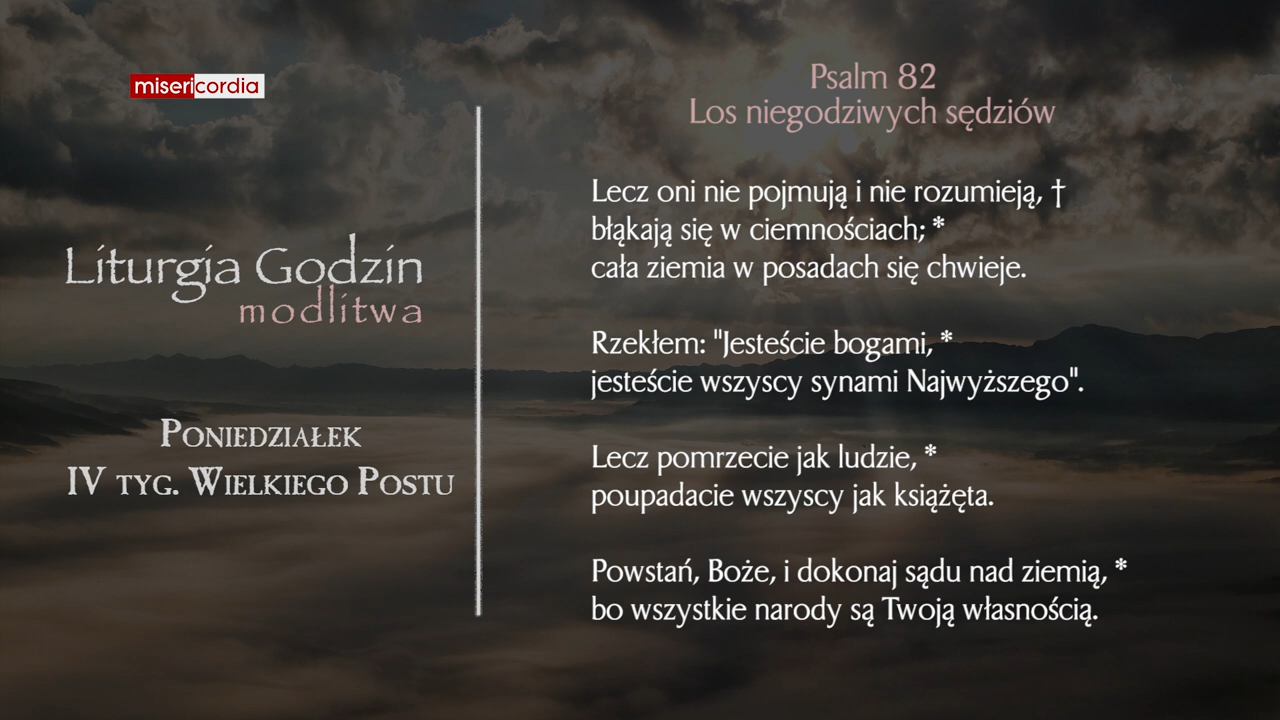 misericordia
Liturgia Godzin
modlitwa
Poniedziałek
IV tyg. Wielkiego Postu
Psalm 82
Los niegodziwych sędziów
Lecz oni nie pojmują i nie rozumieją, †
błąkają się w ciemnościach; *
cała ziemia w posadach się chwieje.
Rzekłem: "Jesteście bogami, *
jesteście wszyscy synami Najwyższego".
Lecz pomrzecie jak ludzie, *
poupadacie wszyscy jak książęta.
Powstań, Boże, i dokonaj sądu nad ziemią, *
bo wszystkie narody są Twoją własnością.